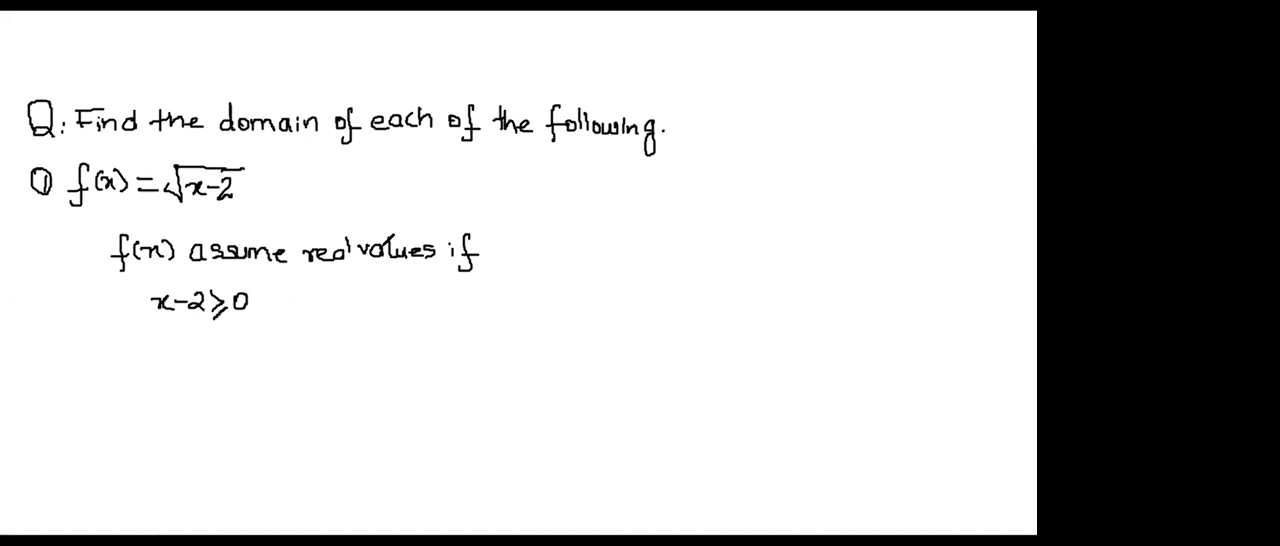 Q: Find the domain of each of the following.
① f(x) = √x-2
f(x) assume real values if
x-2⩾0